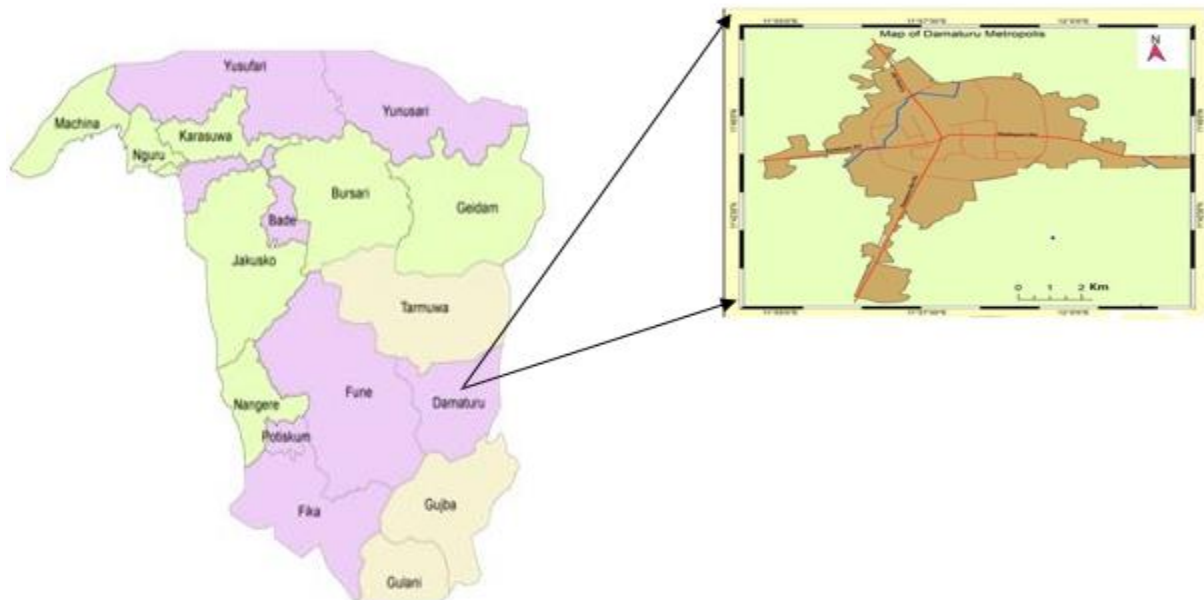 Yusufari
Yunusari
Machina
Karasuwa
Nguru
Bursari
Geidam
Bade
Jakusko
Tarmuwa
Fune
Damaturu
Nangere
Potiskum
Fika
Gujba
Gulani
Map of Damaturu Metropolis
N
0 1 2 Km